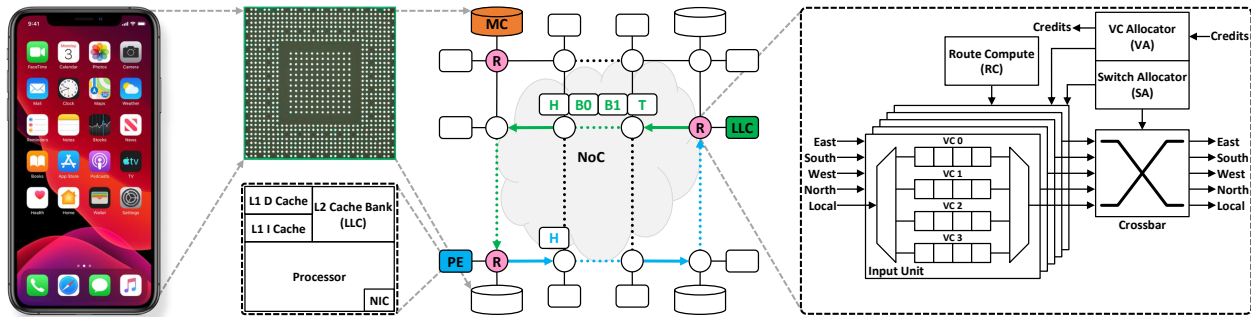 9:41
MONDAY
3
FaceTime
Calendar
Photos
Camera
Mail
Clock
Maps
Weather
Reminders
Notes
Stocks
News
tv
Books
App Store
Podcasts
TV
Health
Home
Wallet
Settings
L1 D Cache
L1 I Cache
L2 Cache Bank
(LLC)
Processor
NIC
MC
R
H
B0
B1
T
R
LLC
NoC
H
PE
R
Credits
VC Allocator
(VA)
Credits
Route Compute
(RC)
Switch Allocator
(SA)
East
South
West
North
Local
VC 0
VC 1
VC 2
VC 3
Input Unit
Crossbar
East
South
West
North
Local